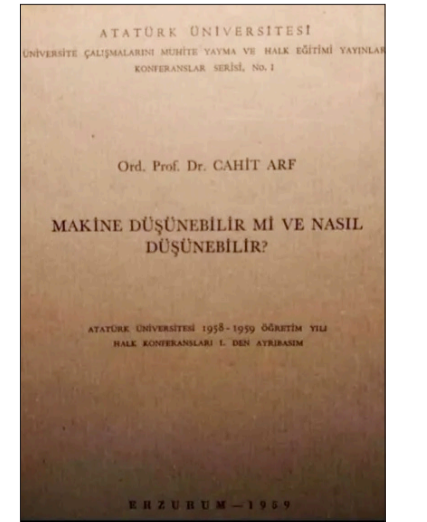 ATATÜRK ÜNİVERSİTESİ
ÜNİVERSİTE ÇALIŞMALARINI MUHİTE YAYMA VE HALK EĞİTİMİ YAYINLAR
KONFERANSLAR SERİSİ, No. 1
Ord. Prof. Dr. CAHİT ARF
MAKİNE DÜŞÜNEBİLİR Mİ VE NASIL
DÜŞÜNEBİLİR?
ATATÜRK ÜNİVERSİTESİ 1958-1959 ÖĞRETİM YILI
HALK KONFERANSLARI I. DEN AYRIBASIM
ERZURUM—1959